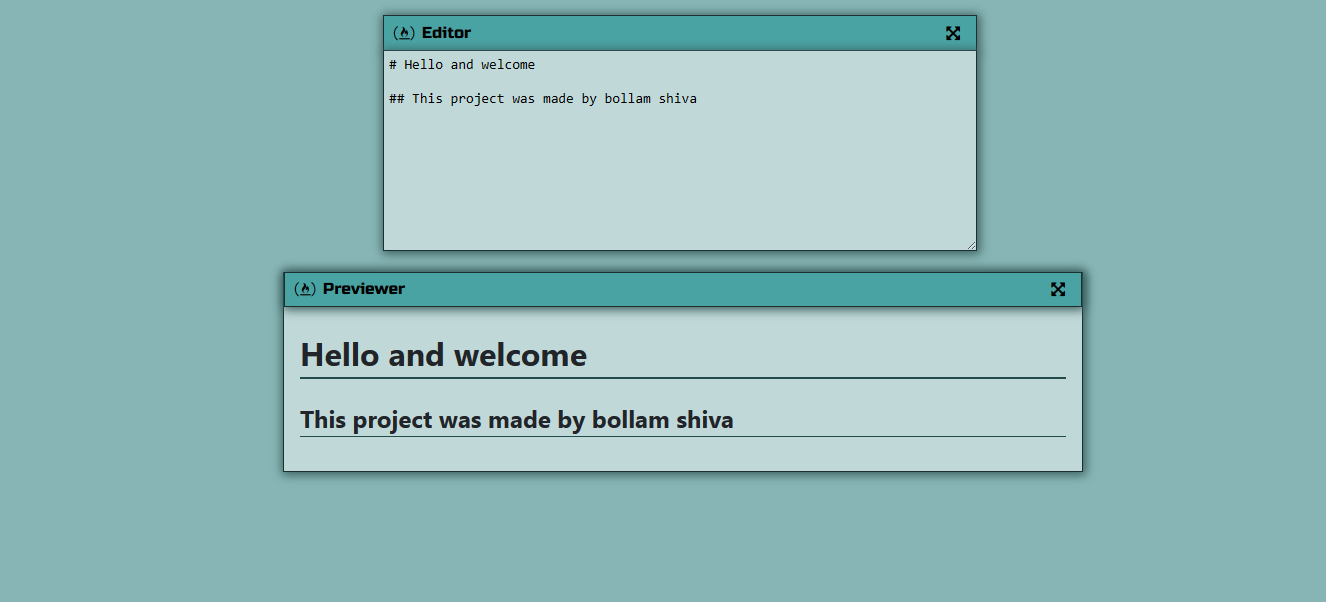 Editor
# Hello and welcome
## This project was made by bollam shiva
Previewer
Hello and welcome
This project was made by bollam shiva